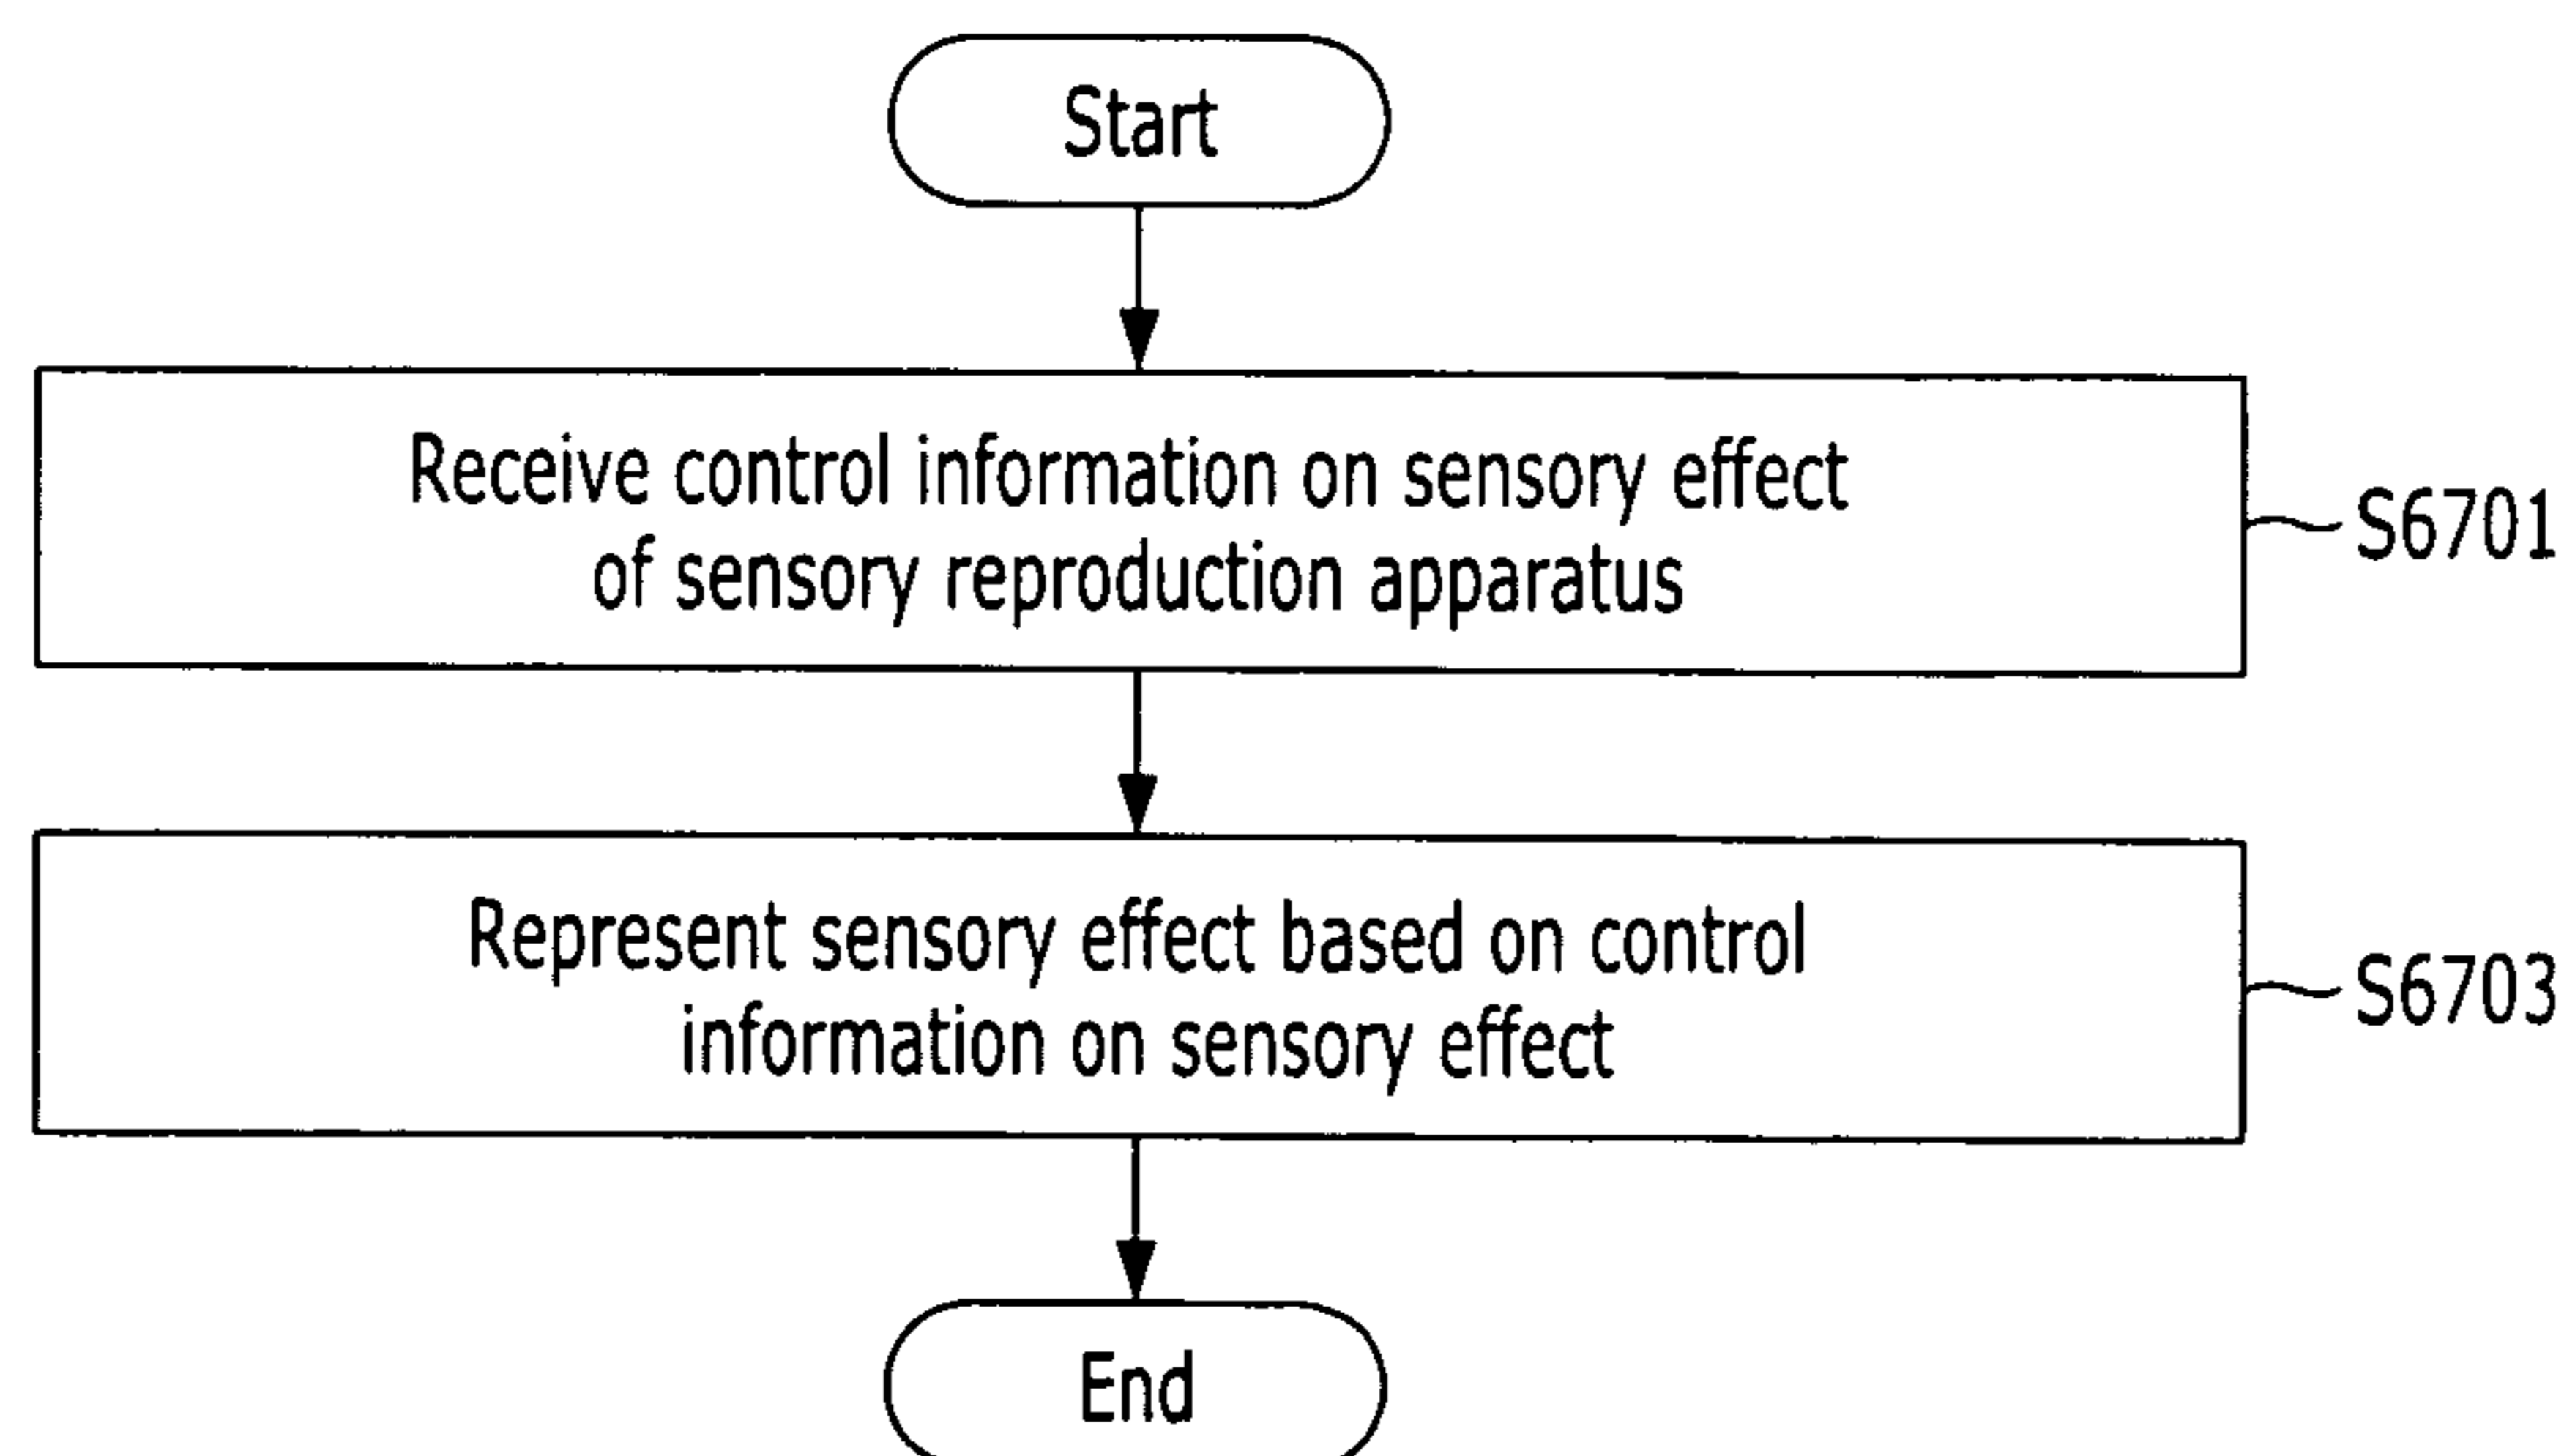 Start
Receive control information on sensory effect
of sensory reproduction apparatus
S6701
Represent sensory effect based on control
information on sensory effect
S6703
End